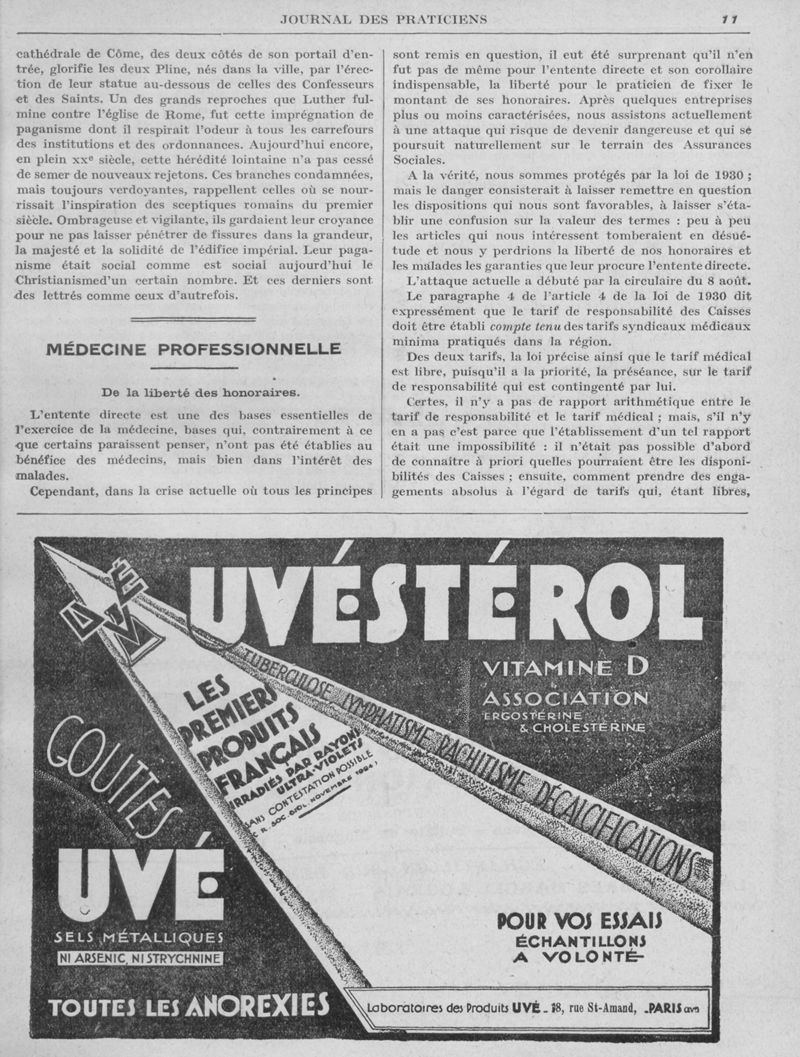 JOURNAL DES PRATICIENS 11
cathédrale de Côme, des deux côtés de son portail d'en-
trée, glorifie les deux Pline, nés dans la ville, par l'érec-
tion de leur statue au-dessous de celles des Confesseurs
et des Saints. Un des grands reproches que Luther ful-
mine contre l'église de Rome, fut cette imprégnation de
paganisme dont il respirait l'odeur à tous les carrefours
des institutions et des ordonnances. Aujourd'hui encore,
en plein xxe siècle, cette hérédité lointaine n'a pas cessé
de semer de nouveaux rejetons. Ces branches condamnées,
mais toujours verdoyantes, rappellent celles où se nour-
rissait l'inspiration des sceptiques romains du premier
siècle. Ombrageuse et vigilante, ils gardaient leur croyance
pour ne pas laisser pénétrer de fissures dans la grandeur,
la majesté et la solidité de l'édifice impérial. Leur paga-
nisme était social comme est social aujourd'hui le
Christianismed'un certain nombre. Et ces derniers sont
des lettrés comme ceux d'autrefois.
MÉDECINE PROFESSIONNELLE
De la liberté des honoraires.
L'entente directe est une des bases essentielles de
l'exercice de la médecine, bases qui, contrairement à ce
que certains paraissent penser, n'ont pas été établies au
bénéfice des médecins, mais bien dans l'intérêt des
malades.
Cependant, dans la crise actuelle où tous les principes
sont remis en question, il eut été surprenant qu'il n'en
fut pas de même pour l'entente directe et son corollaire
indispensable, la liberté pour le praticien de fixer le
montant de ses honoraires. Après quelques entreprises
plus ou moins caractérisées, nous assistons actuellement
à une attaque qui risque de devenir dangereuse et qui se
poursuit naturellement sur le terrain des Assurances
Sociales.
A la vérité, nous sommes protégés par la loi de 1930 ;
mais le danger consisterait à laisser remettre en question
les dispositions qui nous sont favorables, à laisser s'éta-
blir une confusion sur la valeur des termes : peu à peu
les articles qui nous intéressent tomberaient en désué-
tude et nous y perdrions la liberté de nos honoraires et
les malades les garanties que leur procure l'entente directe.
L'attaque actuelle a débuté par la circulaire du 8 août.
Le paragraphe 4 de l'article 4 de la loi de 1930 dit
expressément que le tarif de responsabilité des Caisses
doit être établi compte tenu des tarifs syndicaux médicaux
minima pratiqués dans la région.
Des deux tarifs, la loi précise ainsi que le tarif médical
est libre, puisqu'il a la priorité, la préséance, sur le tarif
de responsabilité qui est contingenté par lui.
Certes, il n'y a pas de rapport arithmétique entre le
tarif de responsabilité et le tarif médical ; mais, s'il n'y
en a pas c'est parce que l'établissement d'un tel rapport
était une impossibilité : il n'était pas possible d'abord
de connaître à priori quelles pourraient être les disponi-
bilités des Caisses ; ensuite, comment prendre des enga-
gements absolus à l'égard de tarifs qui, étant libres,
UVÉSTÉROL
VITAMINE D
ASSOCIATION
ERGOSTÉRINE
& CHOLESTÉRINE
TUBERCULOSE LYMPHATISME RACHITISME DÉCALCIFICATIONS
LES
PREMIERS
PRODUITS
FRANÇAIS
IRRADIÉS PAR RAYONS
ULTRA-VIOLETS
SANS CONTESTATION POSSIBLE
C. R. SOC. BIOL. NOVEMBRE 1924
GOUTTES
UVÉ
SELS MÉTALLIQUES
NI ARSENIC, NI STRYCHNINE
TOUTES LES ANOREXIES
POUR VOS ESSAIS
ÉCHANTILLONS
A VOLONTÉ
Laboratoires des Produits UVÉ - 18, rue St-Amand, - PARIS